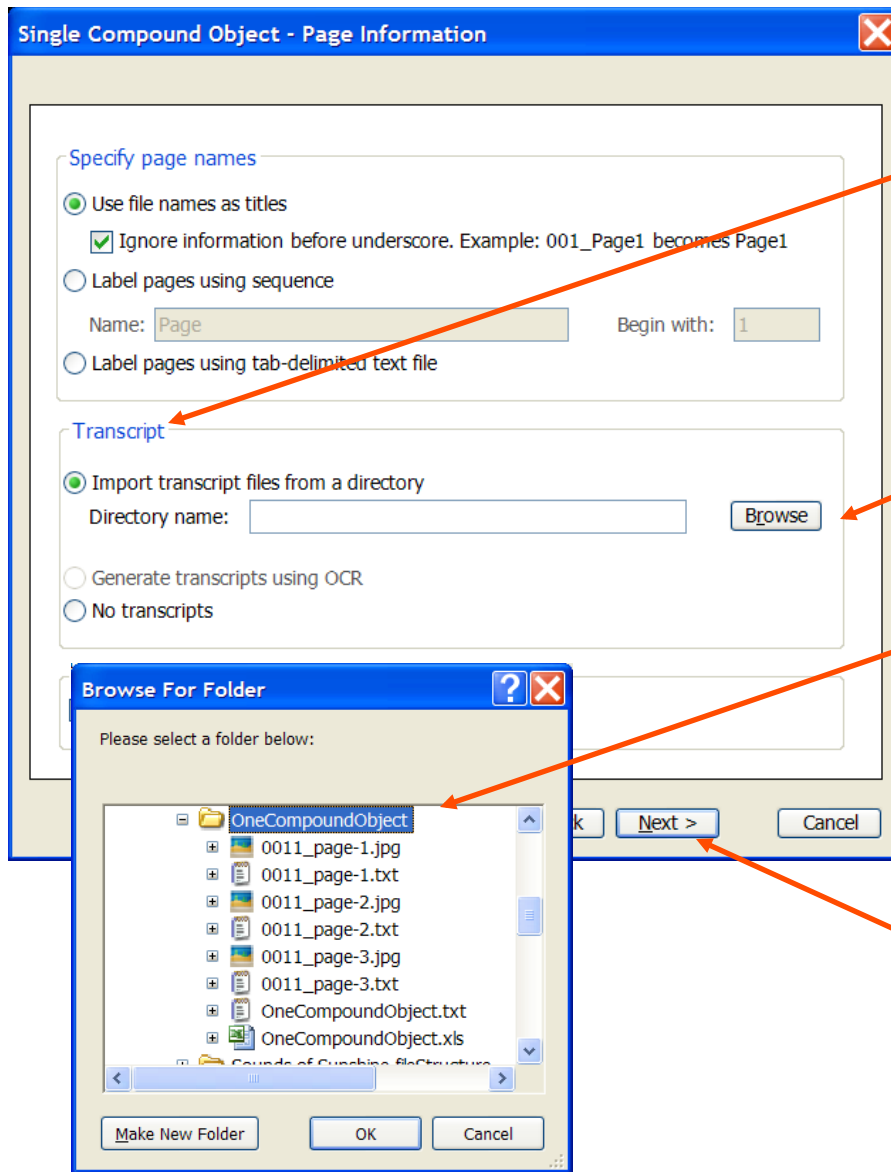 Single Compound Object - Page Information
Specify page names
Use file names as titles
Ignore information before underscore. Example: 001_Page1 becomes Page1
Label pages using sequence
Name: Page Begin with: 1
Label pages using tab-delimited text file
Transcript
Import transcript files from a directory
Directory name: Browse
Generate transcripts using OCR
No transcripts
Next > Cancel
Browse For Folder
Please select a folder below:
OneCompoundObject
0011_page-1.jpg
0011_page-1.txt
0011_page-2.jpg
0011_page-2.txt
0011_page-3.jpg
0011_page-3.txt
OneCompoundObject.txt
OneCompoundObject.xls
Sounds of Sunshine fileStructure
Make New Folder OK Cancel